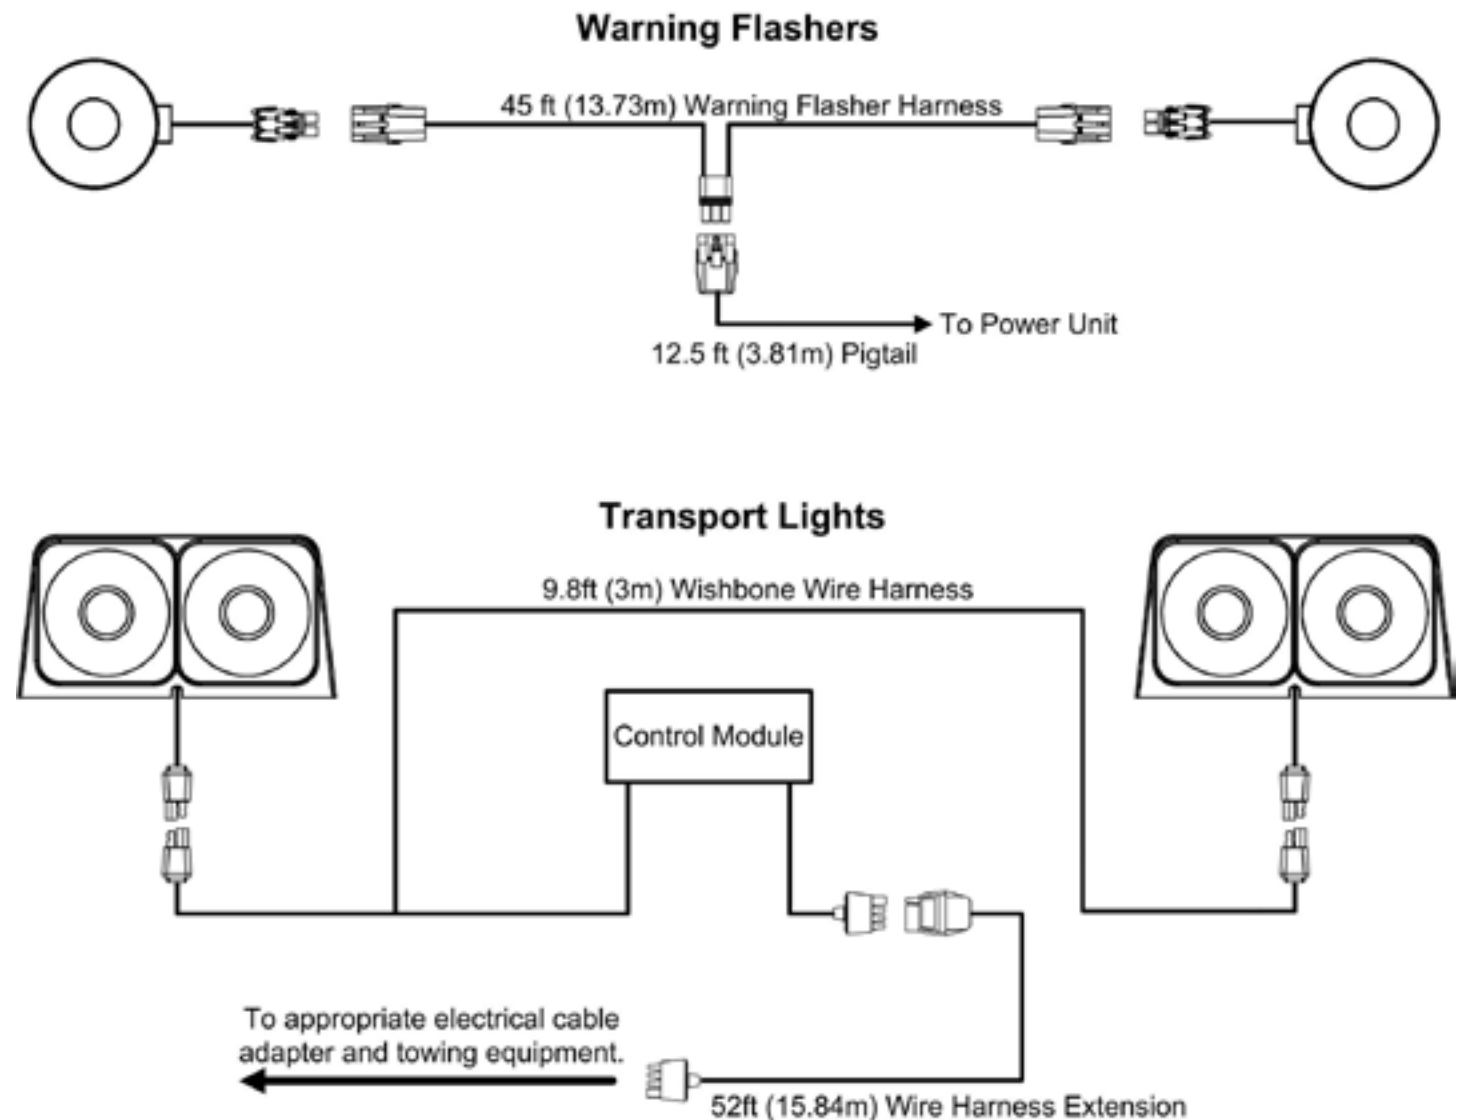 Warning Flashers
45 ft (13.73m) Warning Flasher Harness
To Power Unit
12.5 ft (3.81m) Pigtail
Transport Lights
9.8ft (3m) Wishbone Wire Harness
Control Module
To appropriate electrical cable
adapter and towing equipment.
52ft (15.84m) Wire Harness Extension